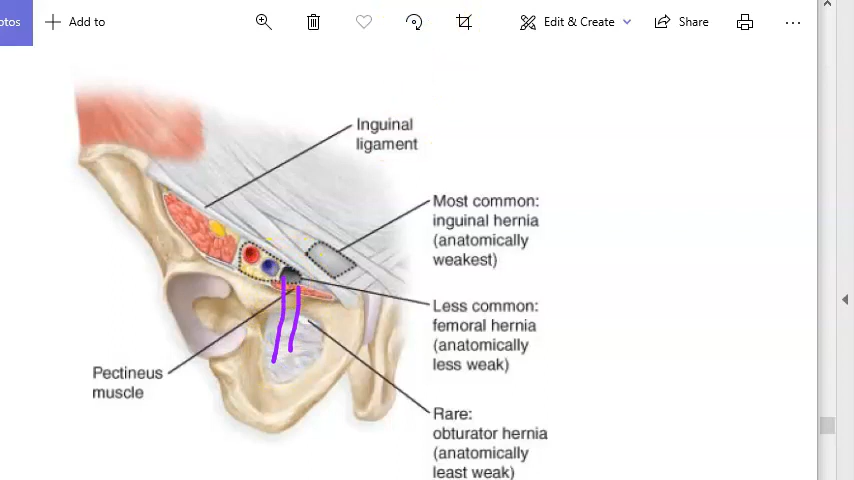 otos
Add to
Edit & Create
Share
Inguinal
ligament
Most common:
inguinal hernia
(anatomically
weakest)
Less common:
femoral hernia
(anatomically
less weak)
Pectineus
muscle
Rare:
obturator hernia
(anatomically
least weak)